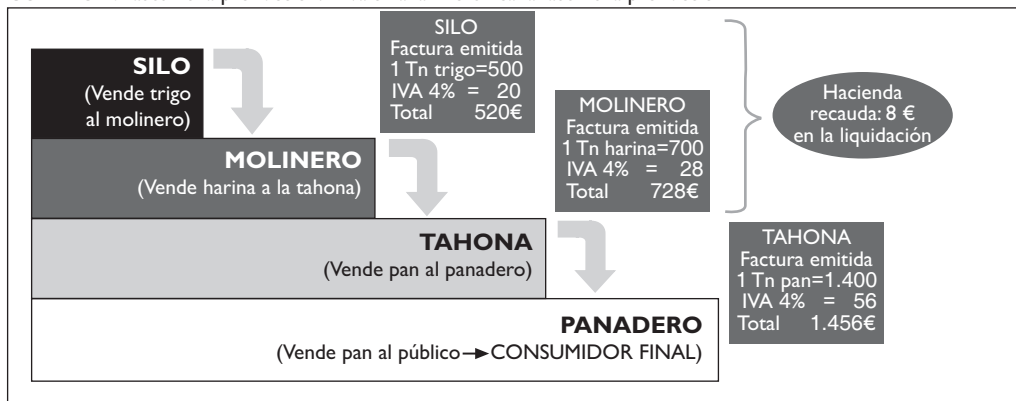 SILO
(Vende trigo
al molinero)
MOLINERO
(Vende harina a la tahona)
TAHONA
(Vende pan al panadero)
PANADERO
(Vende pan al público→CONSUMIDOR FINAL)
SILO
Factura emitida
1 Tn trigo=500
IVA 4% = 20
Total 520€
MOLINERO
Factura emitida
1 Tn harina=700
IVA 4% = 28
Total 728€
Hacienda
recauda: 8 €
en la liquidación
TAHONA
Factura emitida
1 Tn pan=1.400
IVA 4% = 56
Total 1.456€